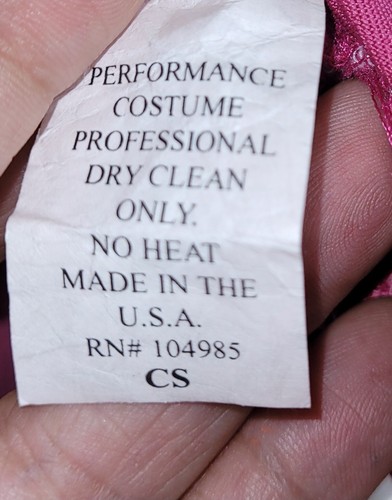 PERFORMANCE
COSTUME
PROFESSIONAL
DRY CLEAN
ONLY.
NO HEAT
MADE IN THE
U.S.A.
RN# 104985
CS